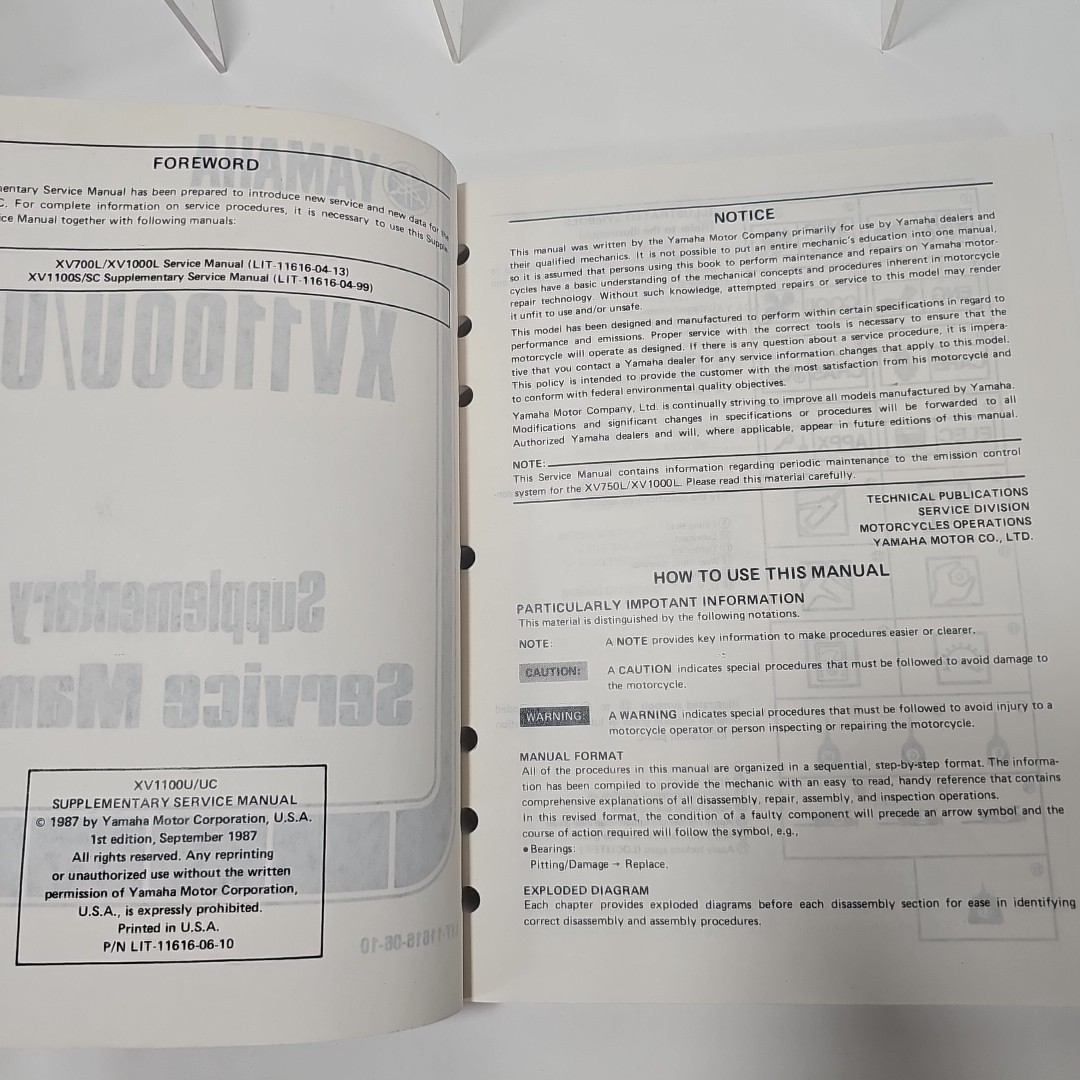 FOREWORD
mentary Service Manual has been prepared to introduce new service and new data for the
C. For complete information on service procedures, it is necessary to use this Supple-
ice Manual together with following manuals:
XV700L/XV1000L Service Manual (LIT-11616-04-13)
XV1100S/SC Supplementary Service Manual (LIT-11616-04-99)
XV1100U/UC
SUPPLEMENTARY SERVICE MANUAL
© 1987 by Yamaha Motor Corporation, U.S.A.
1st edition, September 1987
All rights reserved. Any reprinting
or unauthorized use without the written
permission of Yamaha Motor Corporation,
U.S.A., is expressly prohibited.
Printed in U.S.A.
P/N LIT-11616-06-10
NOTICE
This manual was written by the Yamaha Motor Company primarily for use by Yamaha dealers and
their qualified mechanics. It is not possible to put an entire mechanic's education into one manual,
so it is assumed that persons using this book to perform maintenance and repairs on Yamaha motor-
cycles have a basic understanding of the mechanical concepts and procedures inherent in motorcycle
repair technology. Without such knowledge, attempted repairs or service to this model may render
it unfit to use and/or unsafe.
This model has been designed and manufactured to perform within certain specifications in regard to
performance and emissions. Proper service with the correct tools is necessary to ensure that the
motorcycle will operate as designed. If there is any question about a service procedure, it is impera-
tive that you contact a Yamaha dealer for any service information changes that apply to this model.
This policy is intended to provide the customer with the most satisfaction from his motorcycle and
to conform with federal environmental quality objectives.
Yamaha Motor Company, Ltd. is continually striving to improve all models manufactured by Yamaha.
Modifications and significant changes in specifications or procedures will be forwarded to all
Authorized Yamaha dealers and will, where applicable, appear in future editions of this manual.
NOTE:
This Service Manual contains information regarding periodic maintenance to the emission control
system for the XV750L/XV1000L. Please read this material carefully.
TECHNICAL PUBLICATIONS
SERVICE DIVISION
MOTORCYCLES OPERATIONS
YAMAHA MOTOR CO., LTD.
HOW TO USE THIS MANUAL
PARTICULARLY IMPOTANT INFORMATION
This material is distinguished by the following notations.
NOTE: A NOTE provides key information to make procedures easier or clearer.
CAUTION: A CAUTION indicates special procedures that must be followed to avoid damage to
the motorcycle.
WARNING: A WARNING indicates special procedures that must be followed to avoid injury to a
motorcycle operator or person inspecting or repairing the motorcycle.
MANUAL FORMAT
All of the procedures in this manual are organized in a sequential, step-by-step format. The informa-
tion has been compiled to provide the mechanic with an easy to read, handy reference that contains
comprehensive explanations of all disassembly, repair, assembly, and inspection operations.
In this revised format, the condition of a faulty component will precede an arrow symbol and the
course of action required will follow the symbol, e.g.,
● Bearings:
Pitting/Damage → Replace.
EXPLODED DIAGRAM
Each chapter provides exploded diagrams before each disassembly section for ease in identifying
correct disassembly and assembly procedures.